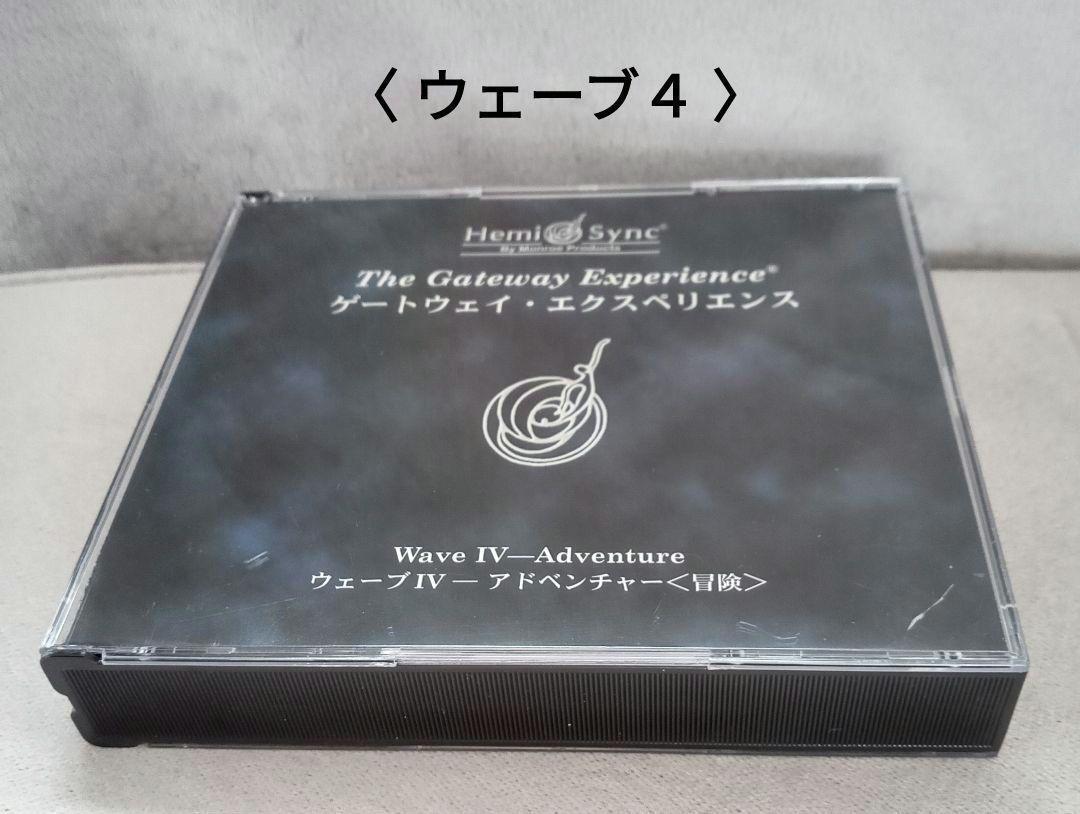 〈 ウェーブ４ 〉
Hemi Sync®
By Monroe Products
The Gateway Experience®
ゲートウェイ・エクスペリエンス
Wave IV—Adventure
ウェーブIV ― アドベンチャー＜冒険＞